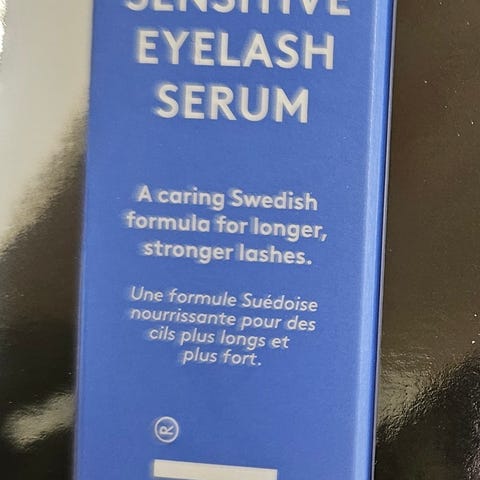 SENSITIVE
EYELASH
SERUM
A caring Swedish
formula for longer,
stronger lashes.
Une formule Suédoise
nourrissante pour des
cils plus longs et
plus fort.
®